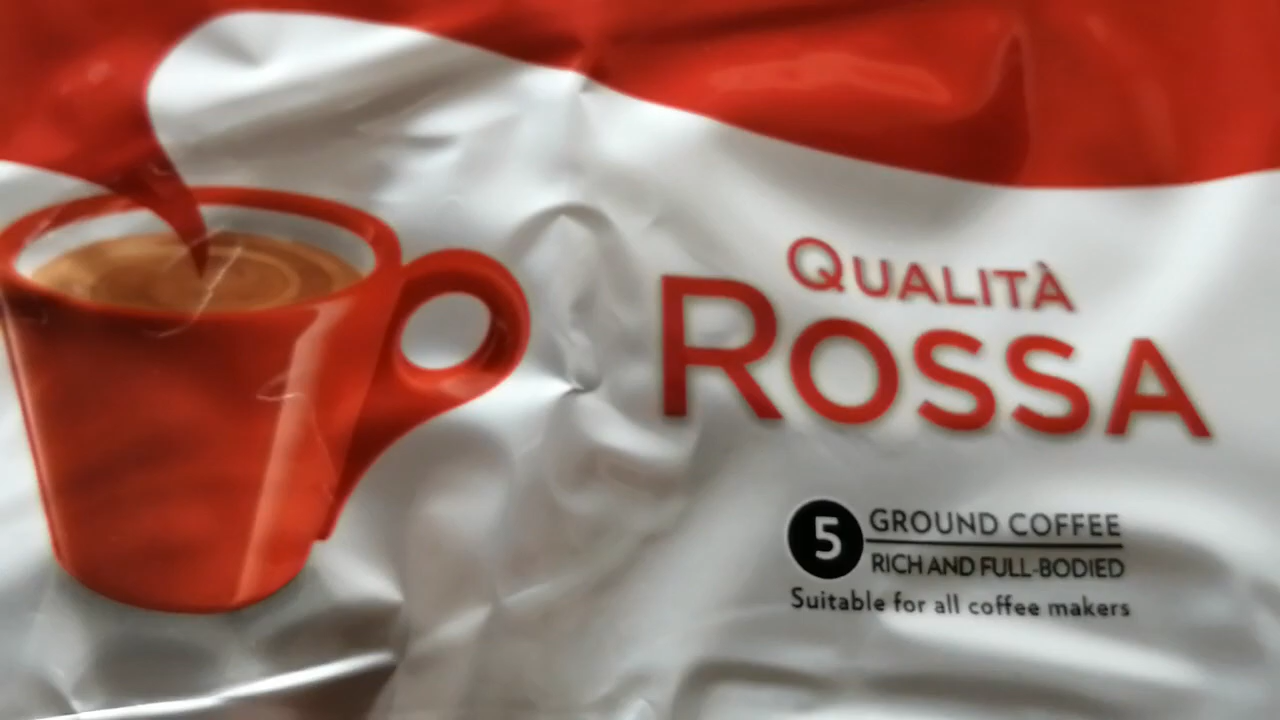 QUALITÀ
ROSSA
5 GROUND COFFEE
RICH AND FULL-BODIED
Suitable for all coffee makers